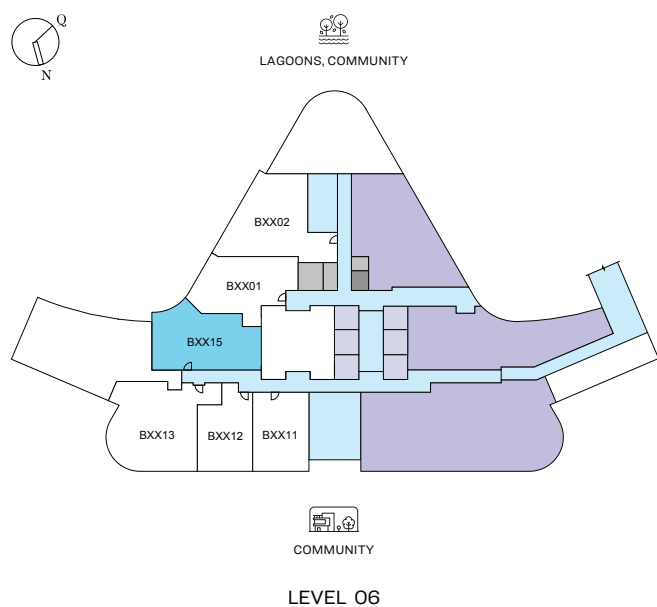 Q
N
LAGOONS, COMMUNITY
BXX02
BXX01
BXX15
BXX13
BXX12
BXX11
COMMUNITY
LEVEL 06